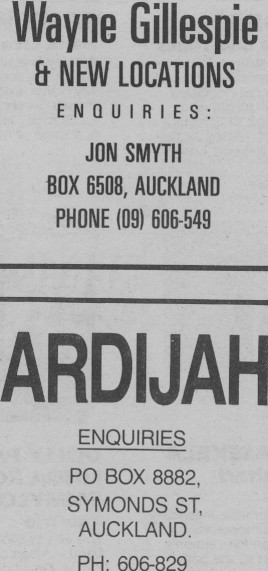 Wayne Gillespie
& NEW LOCATIONS
ENQUIRIES:
JON SMYTH
BOX 6508, AUCKLAND
PHONE (09) 606-549
ARDIJAH
ENQUIRIES
PO BOX 8882,
SYMONDS ST,
AUCKLAND.
PH: 606-829